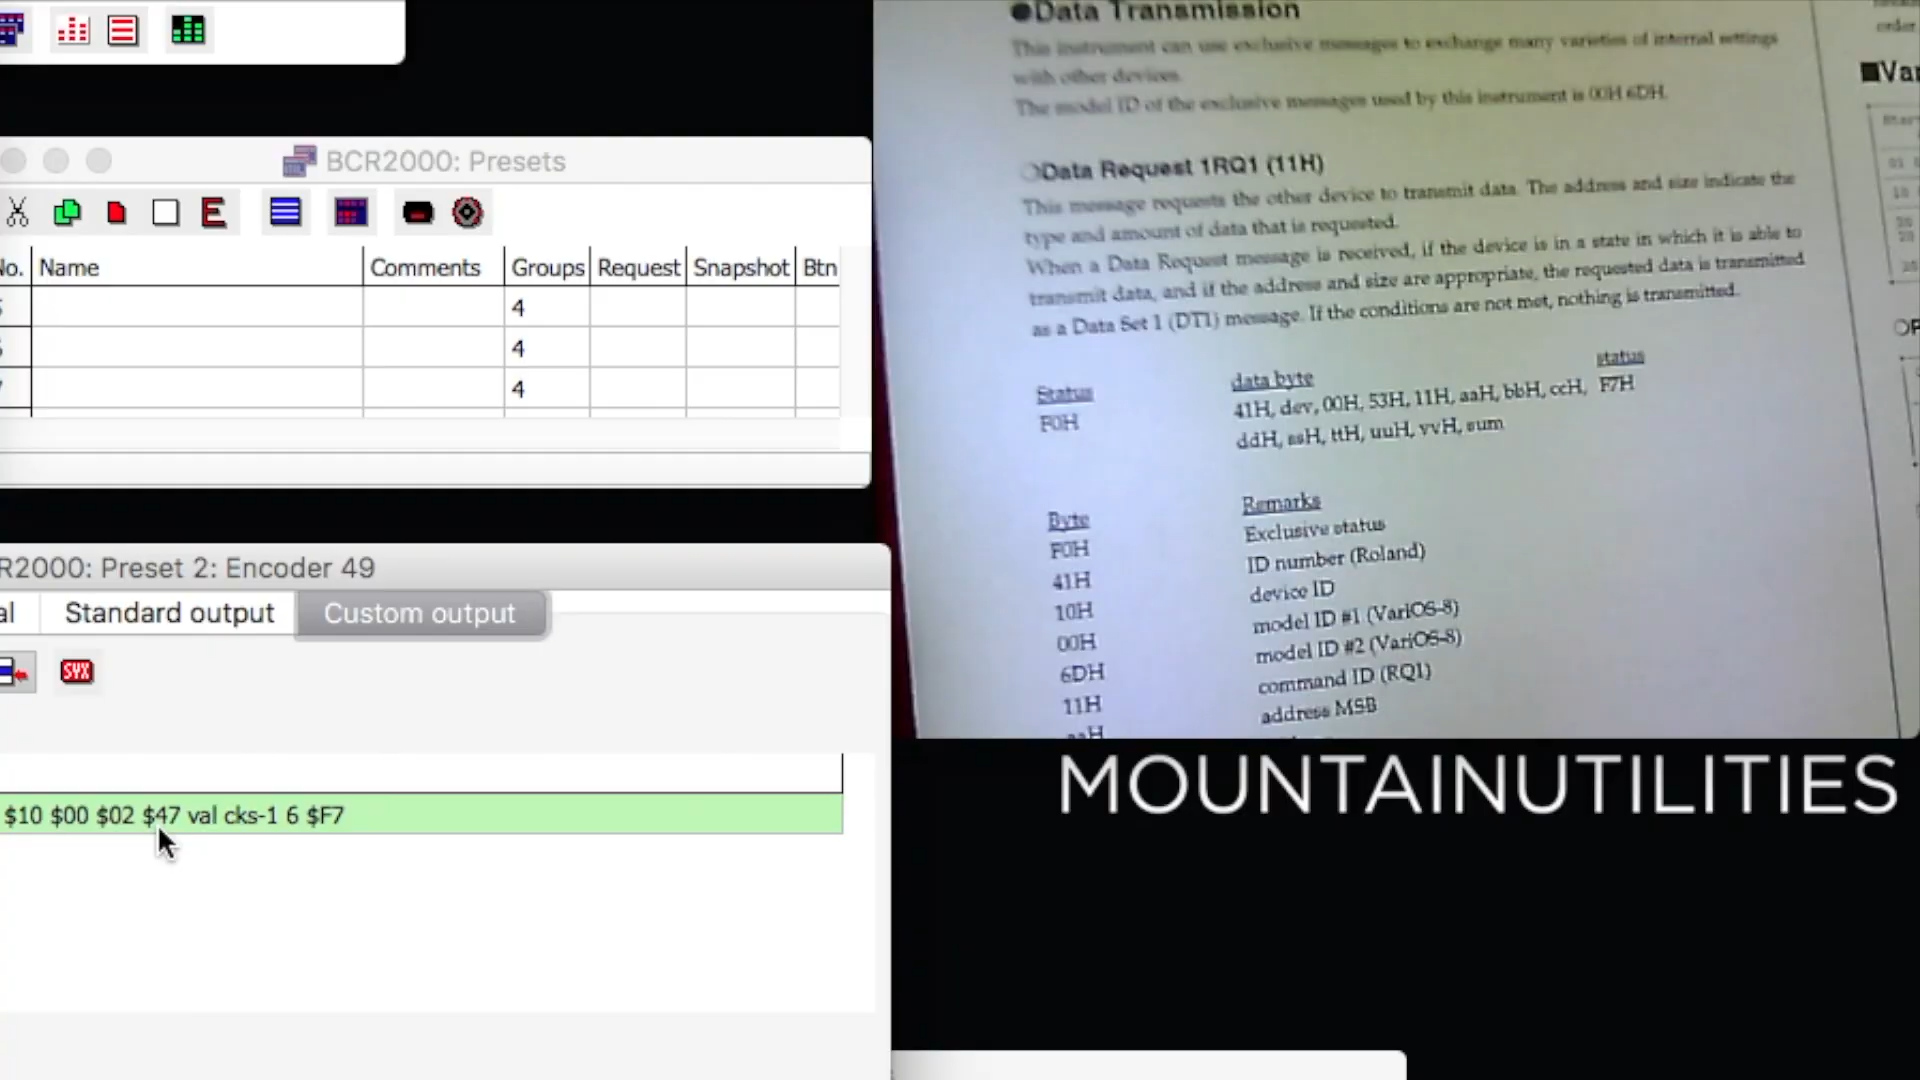 BCR2000: Presets
No. Name Comments Groups Request Snapshot Btn
4
4
4
R2000: Preset 2: Encoder 49
al Standard output Custom output
SYX
$10 $00 $02 $47 val cks-1 6 $F7
●Data Transmission
This instrument can use exclusive messages to exchange many varieties of internal settings
with other devices.
The model ID of the exclusive messages used by this instrument is 00H 6DH.
○Data Request 1RQ1 (11H)
This message requests the other device to transmit data. The address and size indicate the
type and amount of data that is requested.
When a Data Request message is received, if the device is in a state in which it is able to
transmit data, and if the address and size are appropriate, the requested data is transmitted
as a Data Set 1 (DT1) message. If the conditions are not met, nothing is transmitted.
Status data byte status
F0H 41H, dev, 00H, 53H, 11H, aaH, bbH, ccH, F7H
ddH, ssH, ttH, uuH, vvH, sum
Byte Remarks
F0H Exclusive status
41H ID number (Roland)
10H device ID
00H model ID #1 (VariOS-8)
6DH model ID #2 (VariOS-8)
11H command ID (RQ1)
aaH address MSB
order
■Va
MOUNTAINUTILITIES